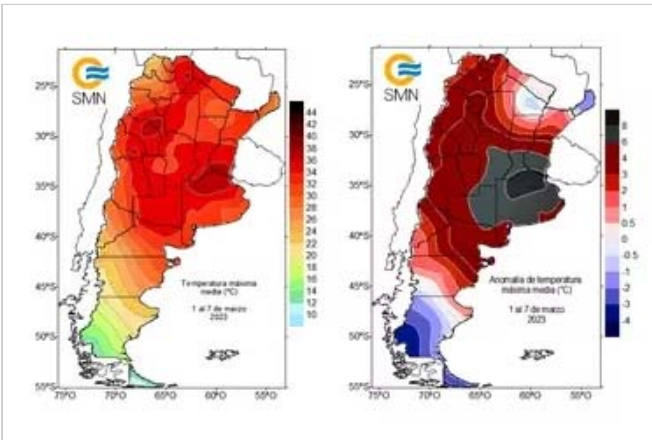 SMN
25°S
30°S
35°S
40°S
45°S
50°S
55°S
75°O 70°O 65°O 60°O 55°O
44
42
40
38
36
34
32
30
28
26
24
22
20
18
16
14
12
10
Temperatura máxima
media (°C)
1 al 7 de marzo
2023
SMN
25°S
30°S
35°S
40°S
45°S
50°S
55°S
75°O 70°O 65°O 60°O 55°O
8
6
4
3
2
1
0.5
0
-0.5
-1
-2
-3
-4
Anomalía de temperatura
máxima media (°C)
1 al 7 de marzo
2023